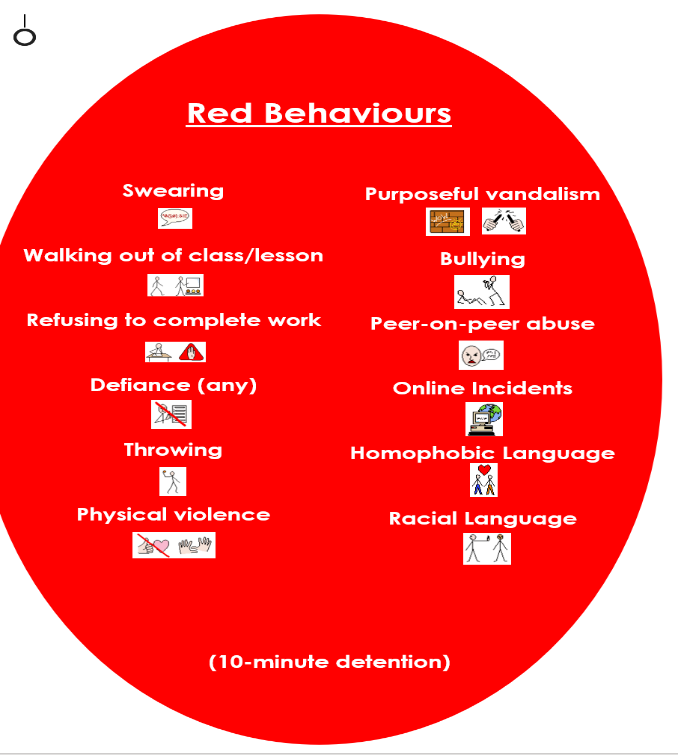 Red Behaviours
Swearing
Walking out of class/lesson
Refusing to complete work
Defiance (any)
Throwing
Physical violence
Purposeful vandalism
Bullying
Peer-on-peer abuse
Online Incidents
Homophobic Language
Racial Language
(10-minute detention)